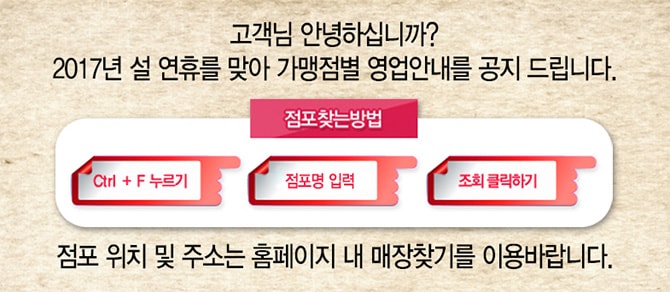 고객님 안녕하십니까?
2017년 설 연휴를 맞아 가맹점별 영업안내를 공지 드립니다.
점포찾는방법
Ctrl + F 누르기
점포명 입력
조회 클릭하기
점포 위치 및 주소는 홈페이지 내 매장찾기를 이용바랍니다.